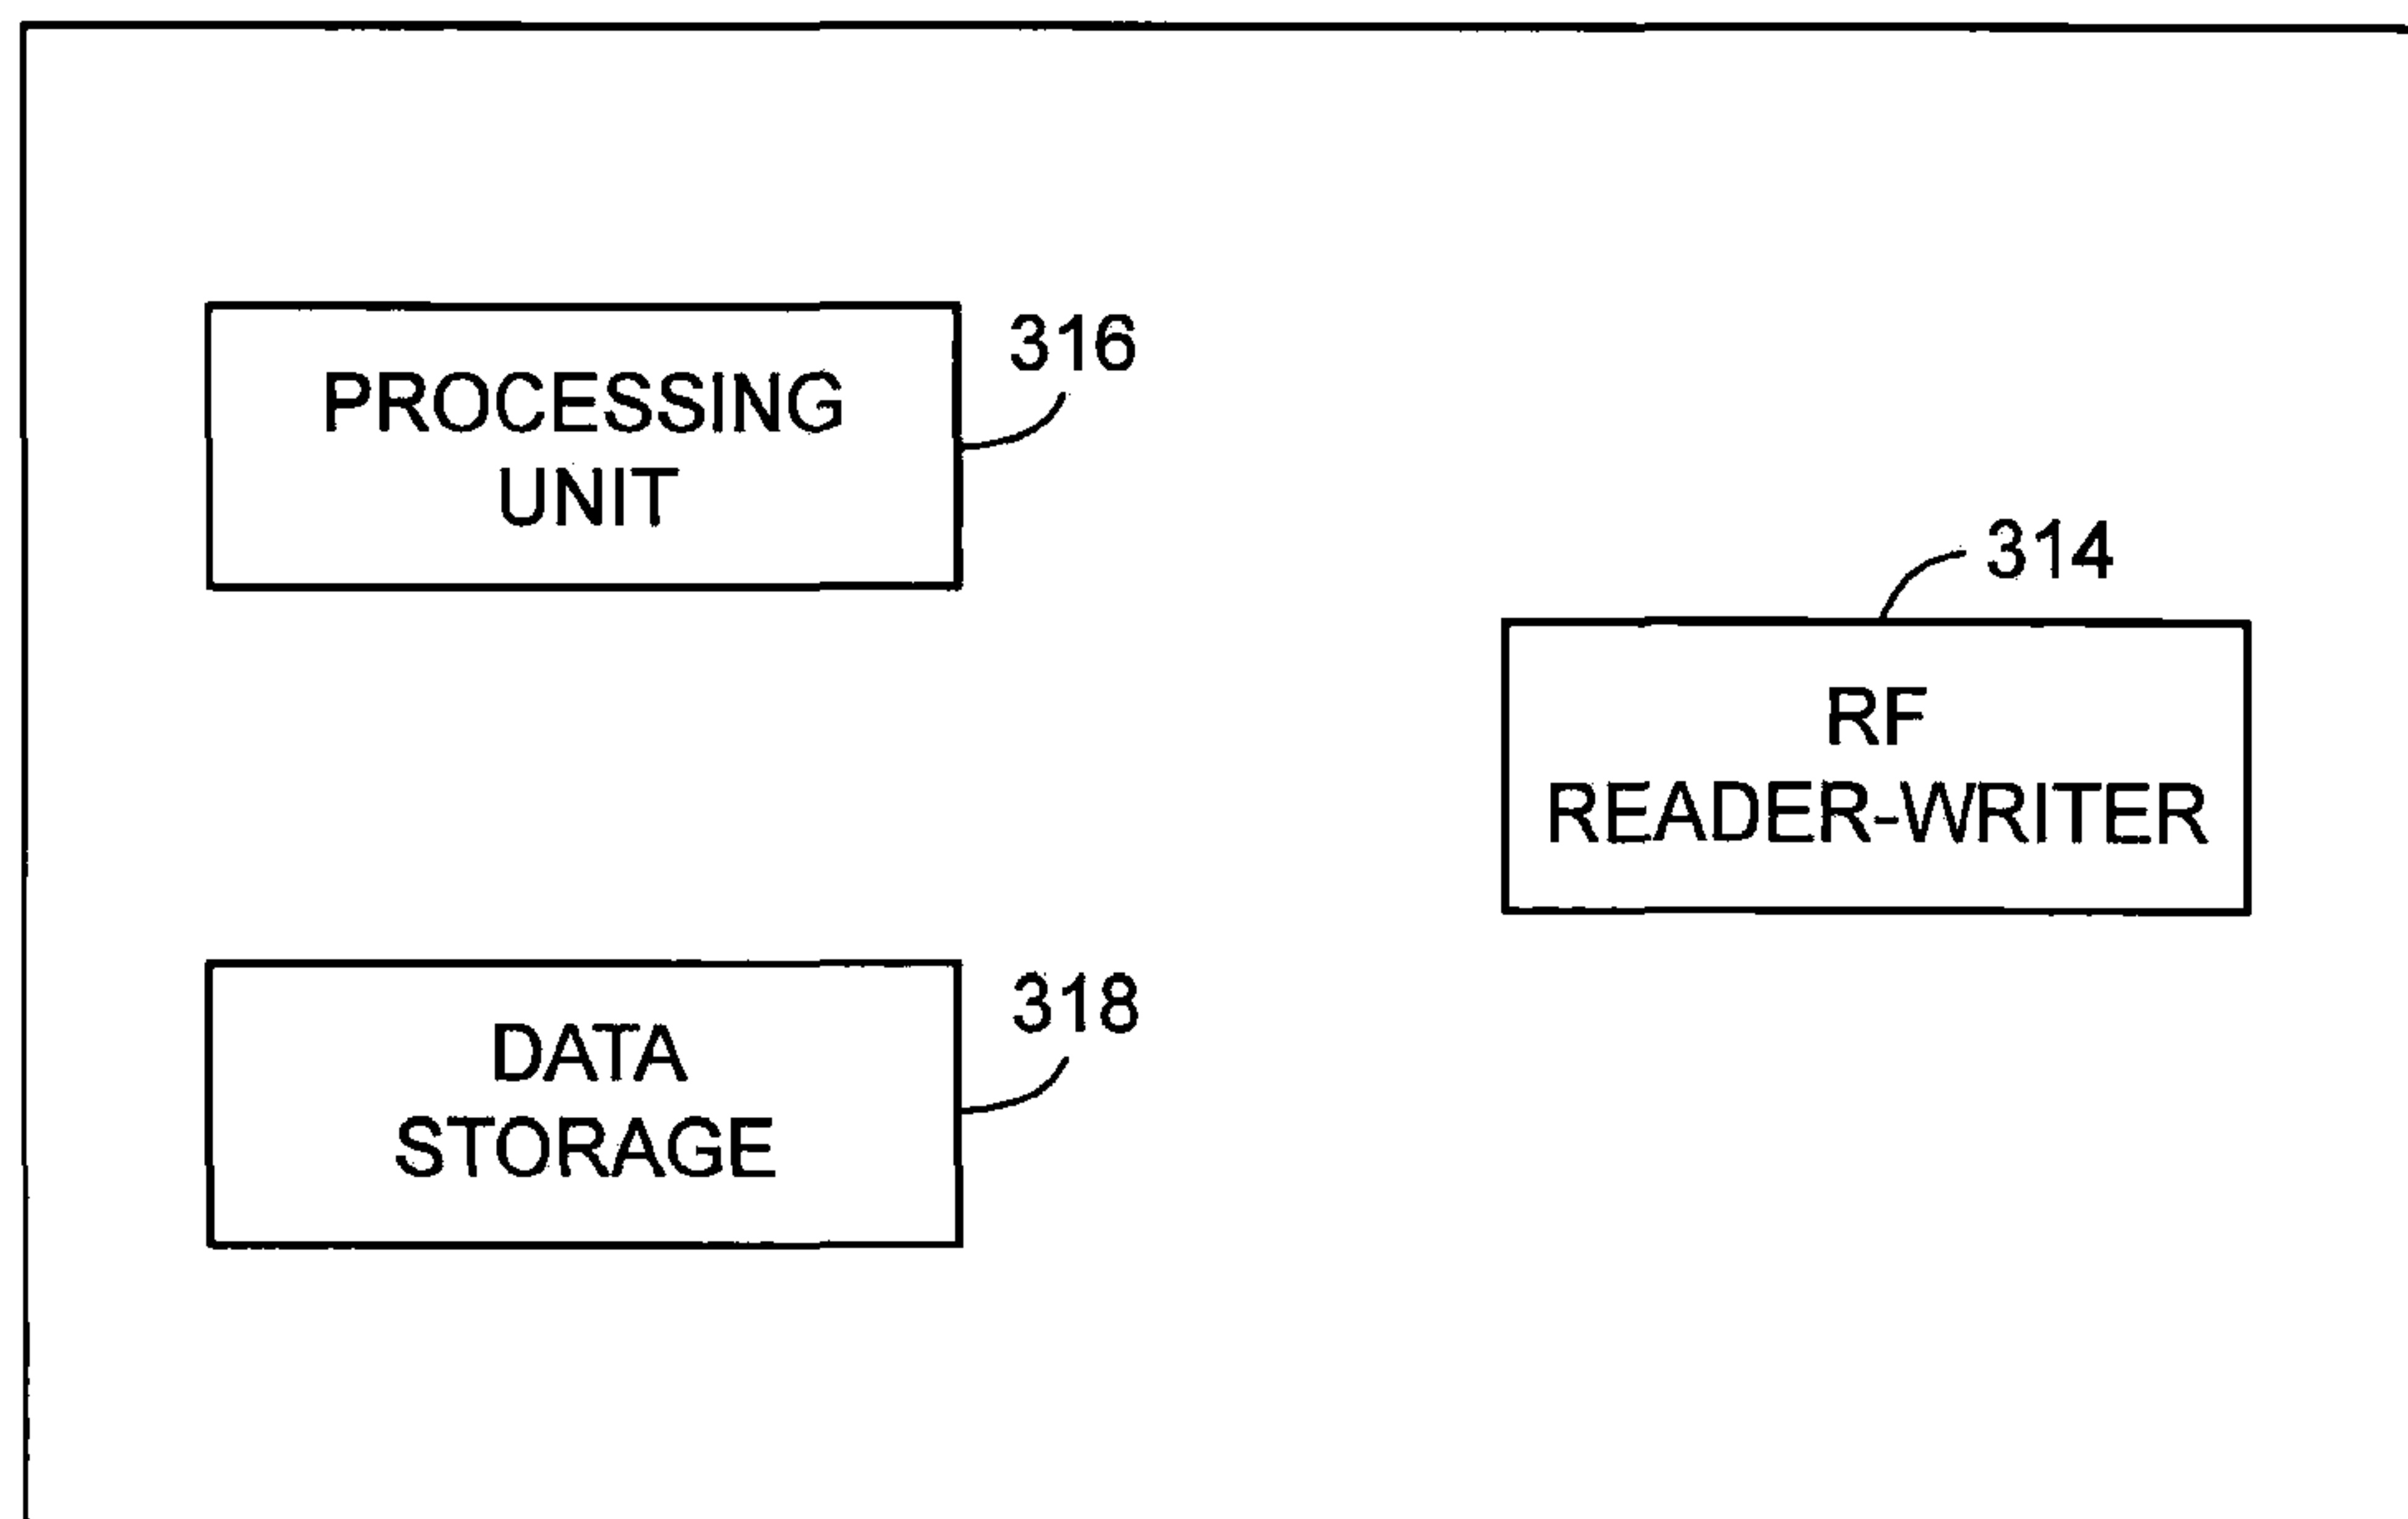 316
PROCESSING
UNIT
314
RF
READER-WRITER
318
DATA
STORAGE